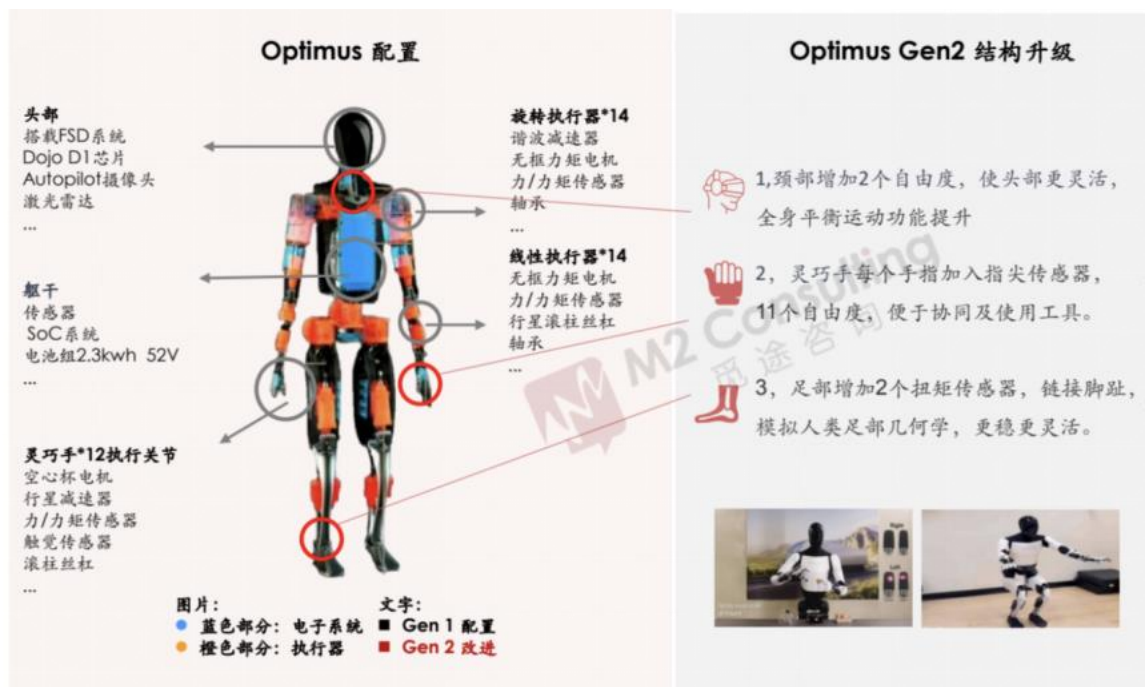 Optimus 配置
头部
搭载FSD系统
Dojo D1芯片
Autopilot摄像头
激光雷达
...
躯干
传感器
SoC系统
电池组2.3kwh 52V
...
灵巧手*12执行关节
空心杯电机
行星减速器
力/力矩传感器
触觉传感器
滚柱丝杠
...
旋转执行器*14
谐波减速器
无框力矩电机
力/力矩传感器
轴承
...
线性执行器*14
无框力矩电机
力/力矩传感器
行星滚柱丝杠
轴承
...
图片：
蓝色部分：电子系统
橙色部分：执行器
文字：
Gen 1 配置
Gen 2 改进
Optimus Gen2 结构升级
1,颈部增加2个自由度，使头部更灵活，
全身平衡运动功能提升
2，灵巧手每个手指加入指尖传感器，
11个自由度，便于协同及使用工具。
3，足部增加2个扭矩传感器，链接脚趾，
模拟人类足部几何学，更稳更灵活。
M2 Consulting
觅途咨询
Right
Left